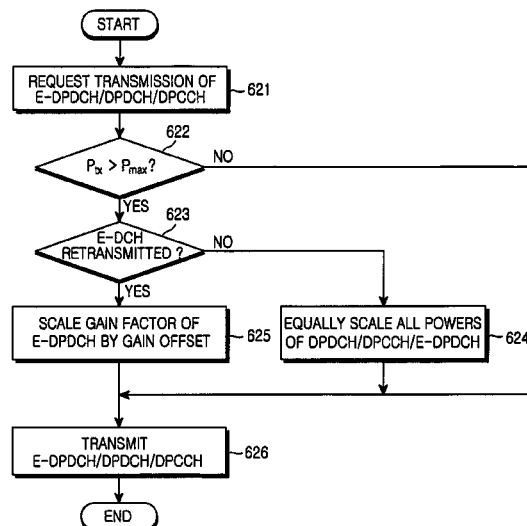 START
REQUEST TRANSMISSION OF
E-DPDCH/DPDCH/DPCCH
621
622
Ptx > Pmax?
NO
YES
623
E-DCH
RETRANSMITTED ?
NO
YES
SCALE GAIN FACTOR OF
E-DPDCH BY GAIN OFFSET
625
EQUALLY SCALE ALL POWERS
OF DPDCH/DPCCH/E-DPDCH
624
TRANSMIT
E-DPDCH/DPDCH/DPCCH
626
END